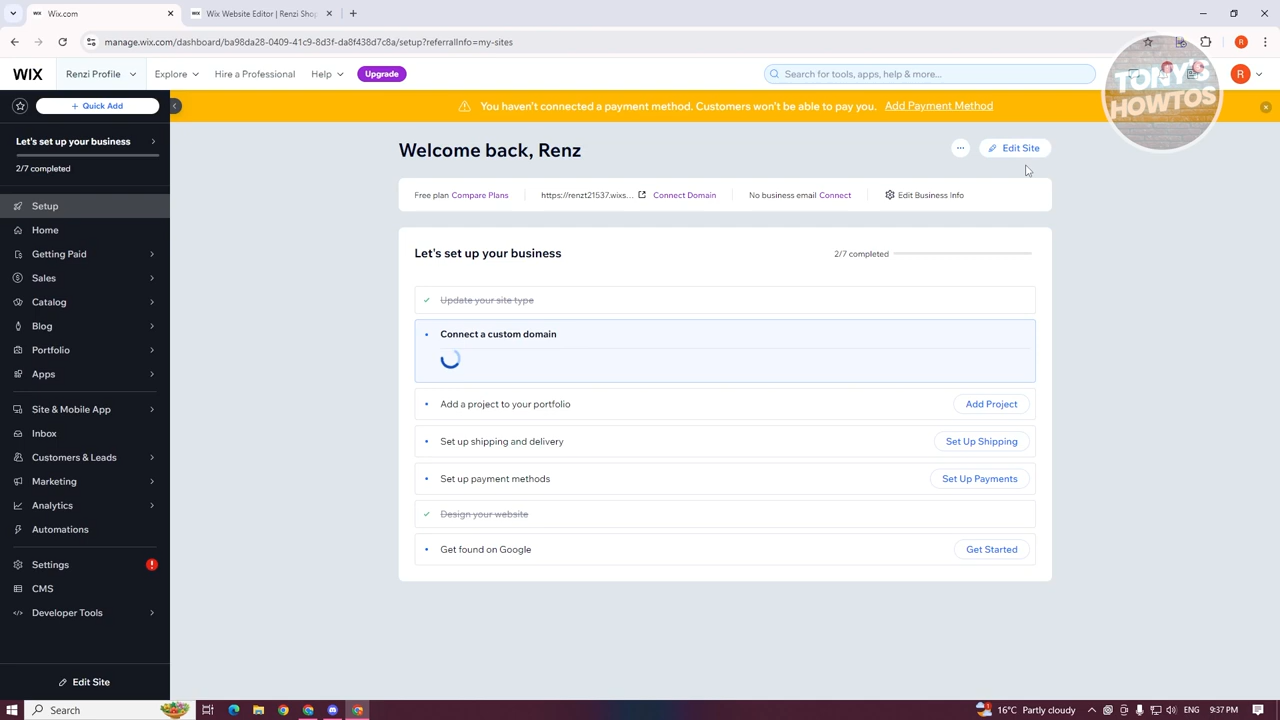 Wix.com
Wix Website Editor | Renzi Shop
manage.wix.com/dashboard/ba98da28-0409-41c9-8d3f-da8f438d7c8a/setup?referralInfo=my-sites
R
WIX
Renzi Profile
Explore
Hire a Professional
Help
Upgrade
Search for tools, apps, help & more...
R
TONY'S
HOWTOS
+ Quick Add
You haven't connected a payment method. Customers won't be able to pay you. Add Payment Method
Let's set up your business
2/7 completed
Setup
Home
Getting Paid
Sales
Catalog
Blog
Portfolio
Apps
Site & Mobile App
Inbox
Customers & Leads
Marketing
Analytics
Automations
Settings
CMS
Developer Tools
Edit Site
Welcome back, Renz
... Edit Site
Free plan Compare Plans
https://renzt21537.wixs... Connect Domain
No business email Connect
Edit Business Info
Let's set up your business
2/7 completed
Update your site type
Connect a custom domain
Add a project to your portfolio
Add Project
Set up shipping and delivery
Set Up Shipping
Set up payment methods
Set Up Payments
Design your website
Get found on Google
Get Started
Search
16°C Partly cloudy
ENG
9:37 PM